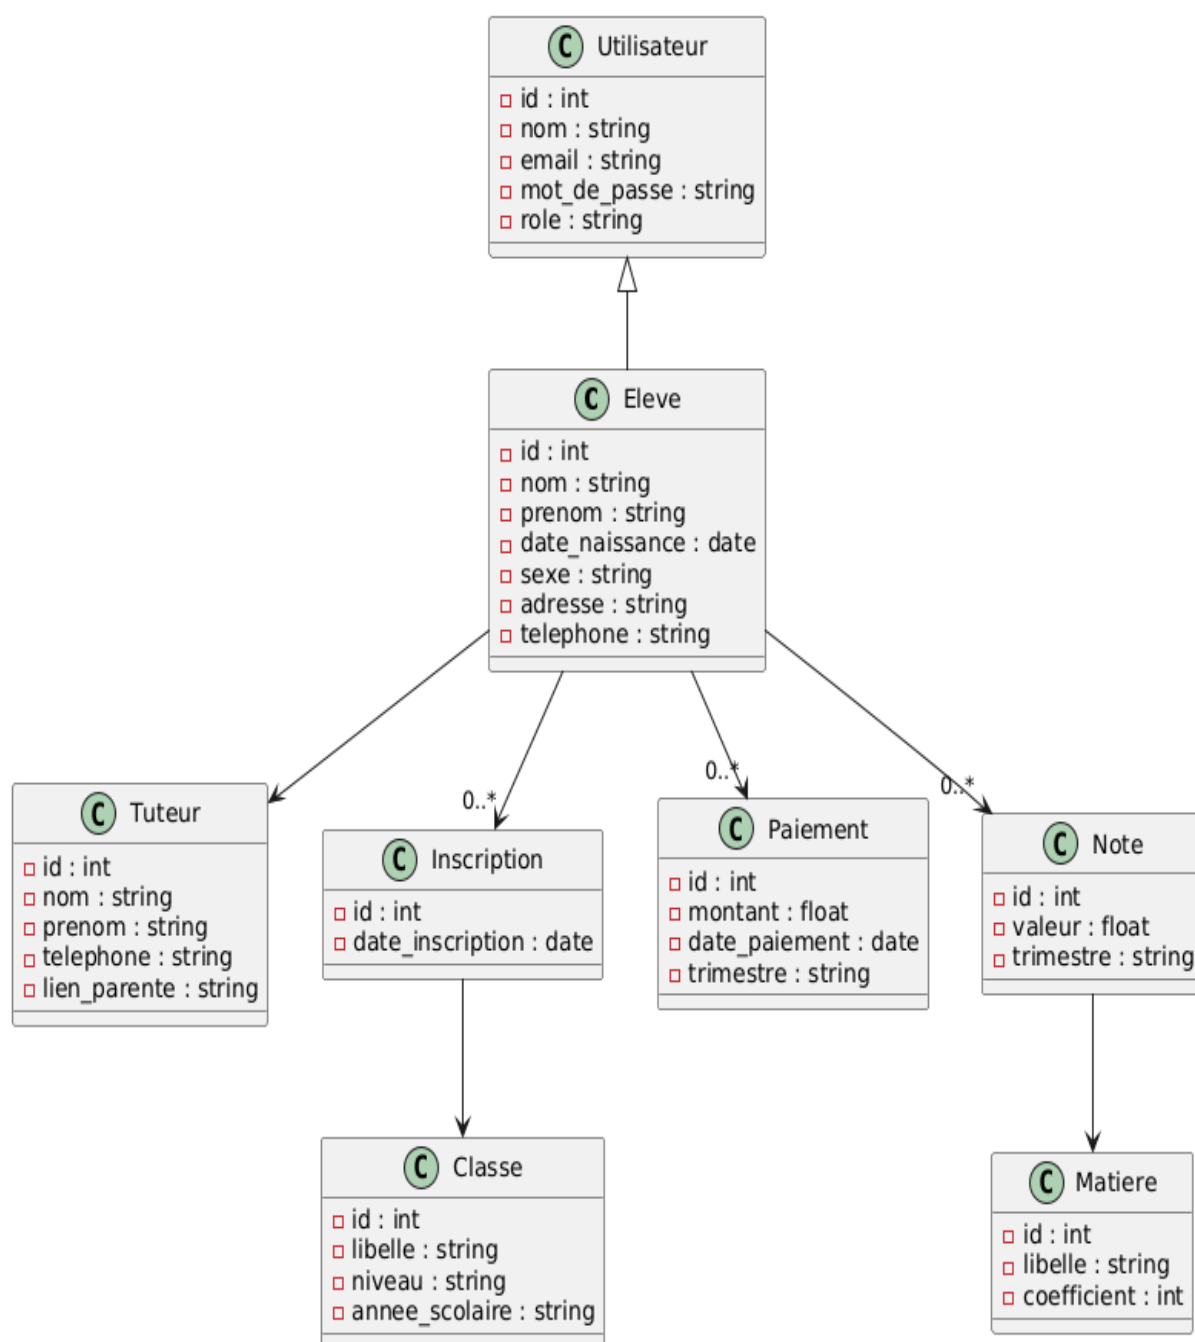 C Utilisateur
id : int
nom : string
email : string
mot_de_passe : string
role : string
C Eleve
id : int
nom : string
prenom : string
date_naissance : date
sexe : string
adresse : string
telephone : string
0..*
0..*
0..*
C Tuteur
id : int
nom : string
prenom : string
telephone : string
lien_parente : string
C Inscription
id : int
date_inscription : date
C Paiement
id : int
montant : float
date_paiement : date
trimestre : string
C Note
id : int
valeur : float
trimestre : string
C Classe
id : int
libelle : string
niveau : string
annee_scolaire : string
C Matiere
id : int
libelle : string
coefficient : int